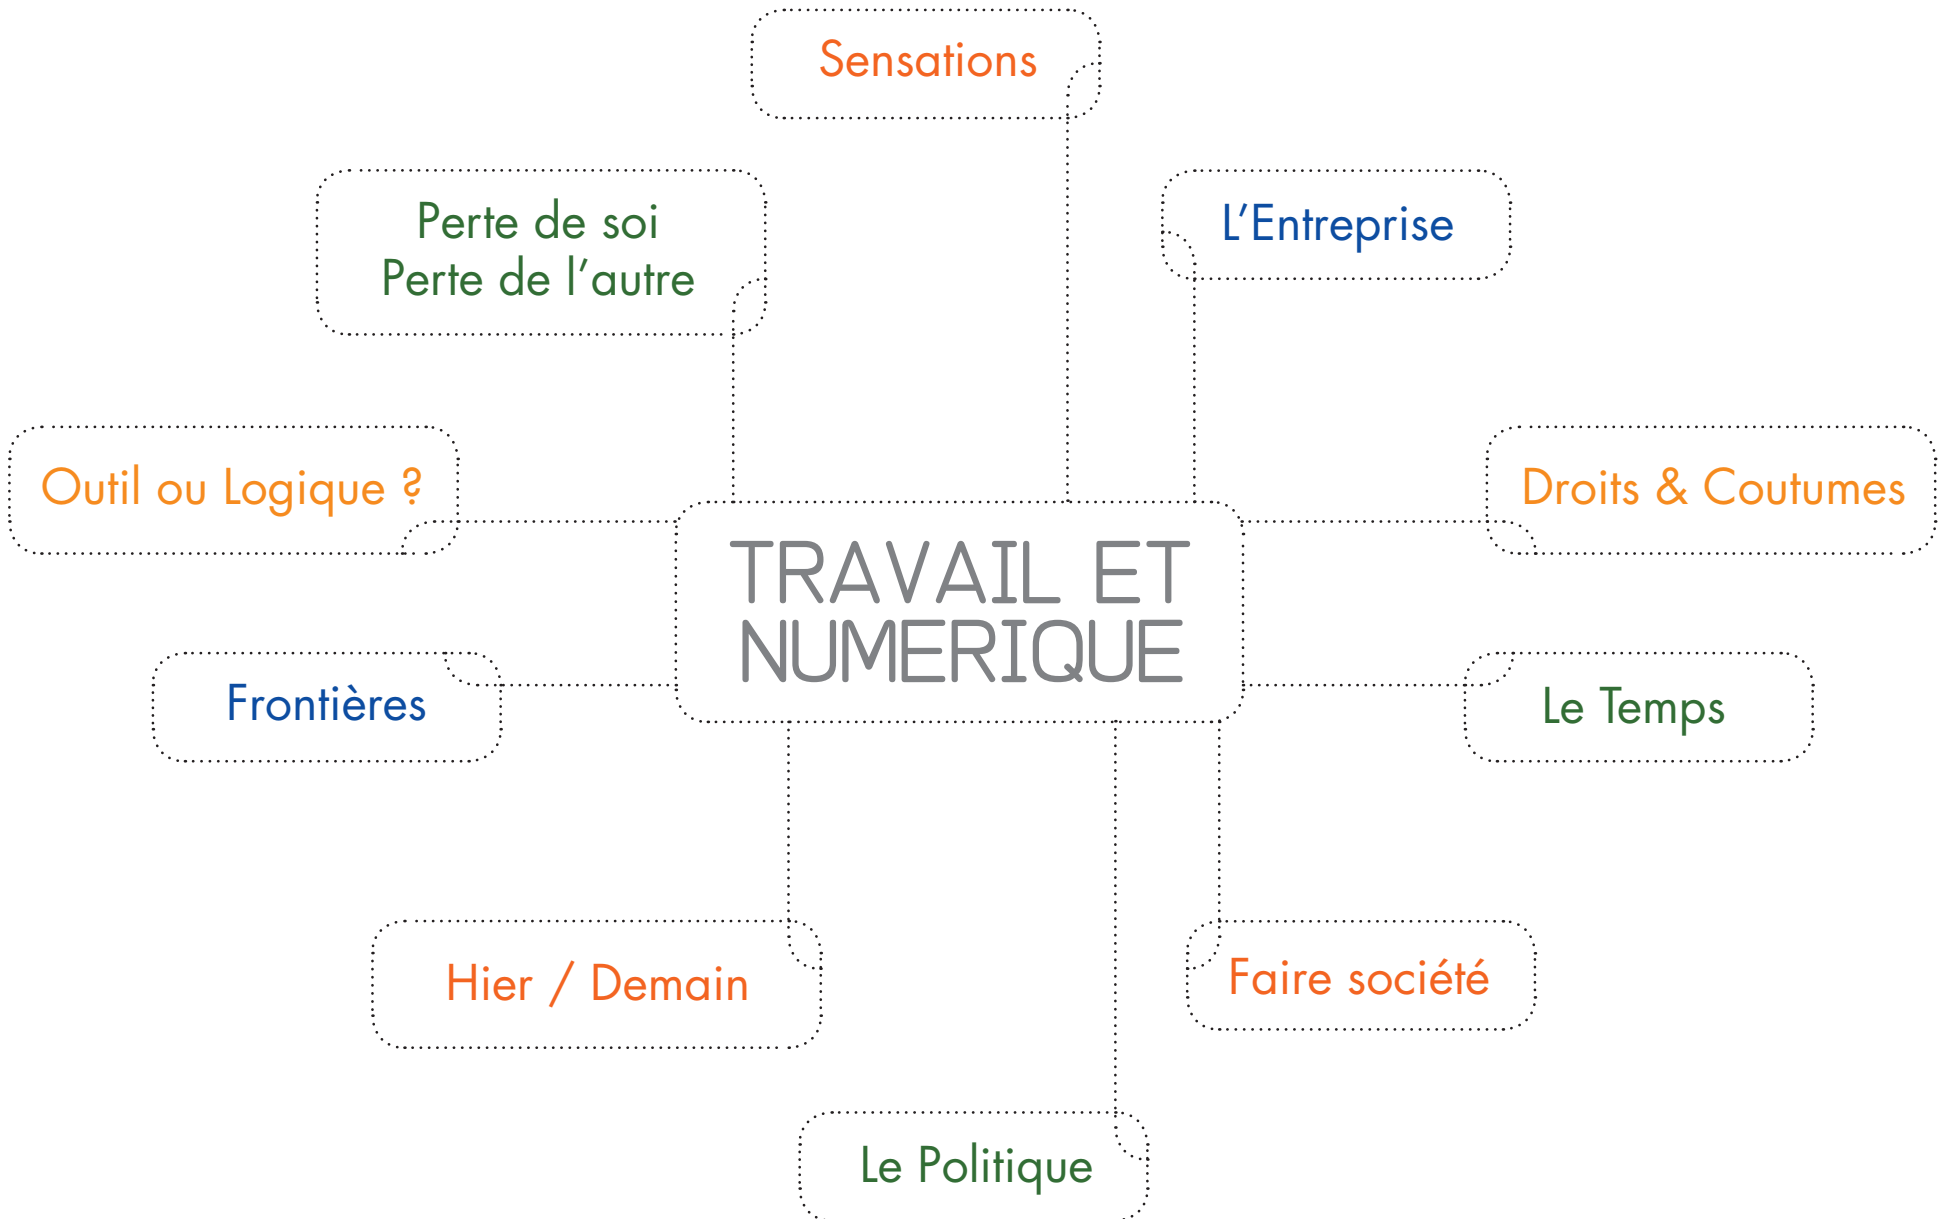 Sensations
Perte de soi
Perte de l’autre
L’Entreprise
Outil ou Logique ?
Droits & Coutumes
TRAVAIL ET
NUMERIQUE
Frontières
Le Temps
Hier / Demain
Faire société
Le Politique